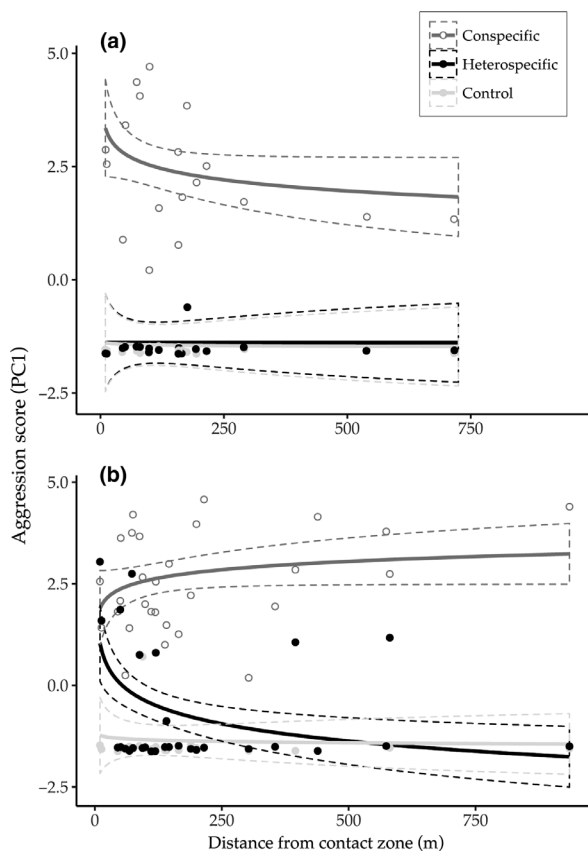 (a)
Conspecific
Heterospecific
Control
5.0
2.5
0.0
−2.5
0
250
500
750
Aggression score (PC1)
(b)
5.0
2.5
0.0
−2.5
0
250
500
750
Distance from contact zone (m)